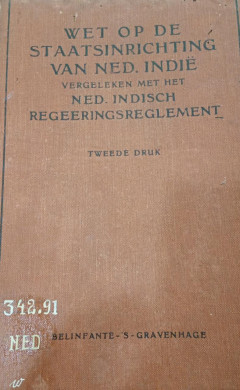 WET OP DE
STAATSINRICHTING
VAN NED. INDIË
VERGELEKEN MET HET
NED. INDISCH
REGEERINGSREGLEMENT
TWEEDE DRUK
342.91
NED
BELINFANTE-'S-GRAVENHAGE
w